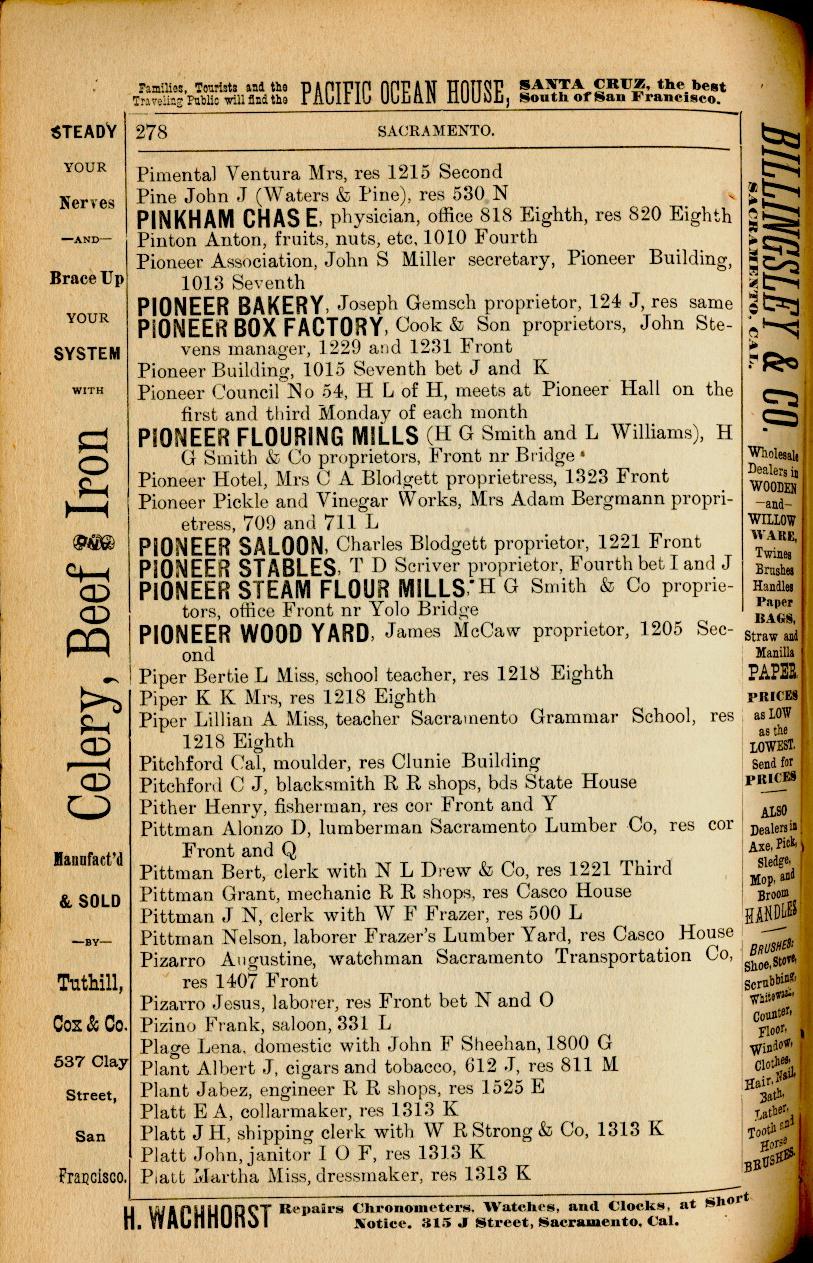 Families, Tourists and the
Traveling Public will find the
PACIFIC OCEAN HOUSE,
SANTA CRUZ, the best
South of San Francisco.
278
SACRAMENTO.
Pimental Ventura Mrs, res 1215 Second
Pine John J (Waters & Pine), res 530 N
PINKHAM CHAS E, physician, office 818 Eighth, res 820 Eighth
Pinton Anton, fruits, nuts, etc, 1010 Fourth
Pioneer Association, John S Miller secretary, Pioneer Building,
1013 Seventh
PIONEER BAKERY, Joseph Gemsch proprietor, 124 J, res same
PIONEER BOX FACTORY, Cook & Son proprietors, John Ste-
vens manager, 1229 and 1231 Front
Pioneer Building, 1015 Seventh bet J and K
Pioneer Council No 54, H L of H, meets at Pioneer Hall on the
first and third Monday of each month
PIONEER FLOURING MILLS (H G Smith and L Williams), H
G Smith & Co proprietors, Front nr Bridge
Pioneer Hotel, Mrs C A Blodgett proprietress, 1323 Front
Pioneer Pickle and Vinegar Works, Mrs Adam Bergmann propri-
etress, 709 and 711 L
PIONEER SALOON, Charles Blodgett proprietor, 1221 Front
PIONEER STABLES, T D Scriver proprietor, Fourth bet I and J
PIONEER STEAM FLOUR MILLS, H G Smith & Co proprie-
tors, office Front nr Yolo Bridge
PIONEER WOOD YARD, James McCaw proprietor, 1205 Sec-
ond
Piper Bertie L Miss, school teacher, res 1218 Eighth
Piper K K Mrs, res 1218 Eighth
Piper Lillian A Miss, teacher Sacramento Grammar School, res
1218 Eighth
Pitchford Cal, moulder, res Clunie Building
Pitchford C J, blacksmith R R shops, bds State House
Pither Henry, fisherman, res cor Front and Y
Pittman Alonzo D, lumberman Sacramento Lumber Co, res cor
Front and Q
Pittman Bert, clerk with N L Drew & Co, res 1221 Third
Pittman Grant, mechanic R R shops, res Casco House
Pittman J N, clerk with W F Frazer, res 500 L
Pittman Nelson, laborer Frazer's Lumber Yard, res Casco House
Pizarro Augustine, watchman Sacramento Transportation Co,
res 1407 Front
Pizarro Jesus, laborer, res Front bet N and O
Pizino Frank, saloon, 331 L
Plage Lena, domestic with John F Sheehan, 1800 G
Plant Albert J, cigars and tobacco, 612 J, res 811 M
Plant Jabez, engineer R R shops, res 1525 E
Platt E A, collarmaker, res 1313 K
Platt J H, shipping clerk with W R Strong & Co, 1313 K
Platt John, janitor I O F, res 1313 K
Platt Martha Miss, dressmaker, res 1313 K
STEADY
YOUR
Nerves
—AND—
Brace Up
YOUR
SYSTEM
WITH
Celery, Beef AND Iron
Manufact'd
& SOLD
—BY—
Tuthill,
Cox & Co.
537 Clay
Street,
San
Francisco.
BILLINGSLEY & CO.
SACRAMENTO, CAL.
Wholesale
Dealers in
WOODEN
—and—
WILLOW
WARE,
Twines
Brushes
Handles
Paper
BAGS,
Straw and
Manilla
PAPER.
PRICES
as LOW
as the
LOWEST.
Send for
PRICES
ALSO
Dealers in
Axe, Pick,
Sledge,
Mop, and
Broom
HANDLES
BRUSHES:
Shoe, Stove,
Scrubbing,
Whitewash,
Counter,
Floor,
Window,
Clothes,
Hair, Nail,
Bath,
Lather,
Tooth and
Horse
BRUSHES.
H. WACHHORST
Repairs Chronometers, Watches, and Clocks, at Short
Notice. 315 J Street, Sacramento, Cal.